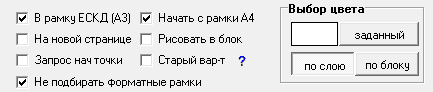 В рамку ЕСКД (А3)
Начать с рамки А4
На новой странице
Рисовать в блок
Запрос нач точки
Старый вар-т ?
Не подбирать форматные рамки
Выбор цвета
заданный
по слою
по блоку